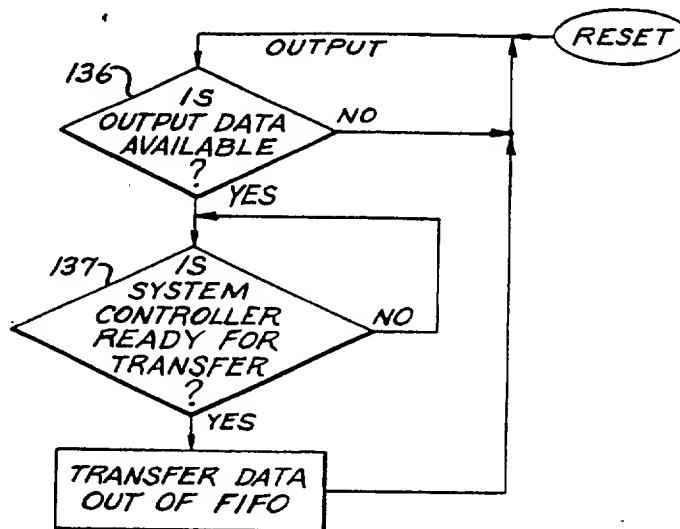 RESET
OUTPUT
136
IS
OUTPUT DATA
AVAILABLE
?
NO
YES
137
IS
SYSTEM
CONTROLLER
READY FOR
TRANSFER
?
NO
YES
TRANSFER DATA
OUT OF FIFO